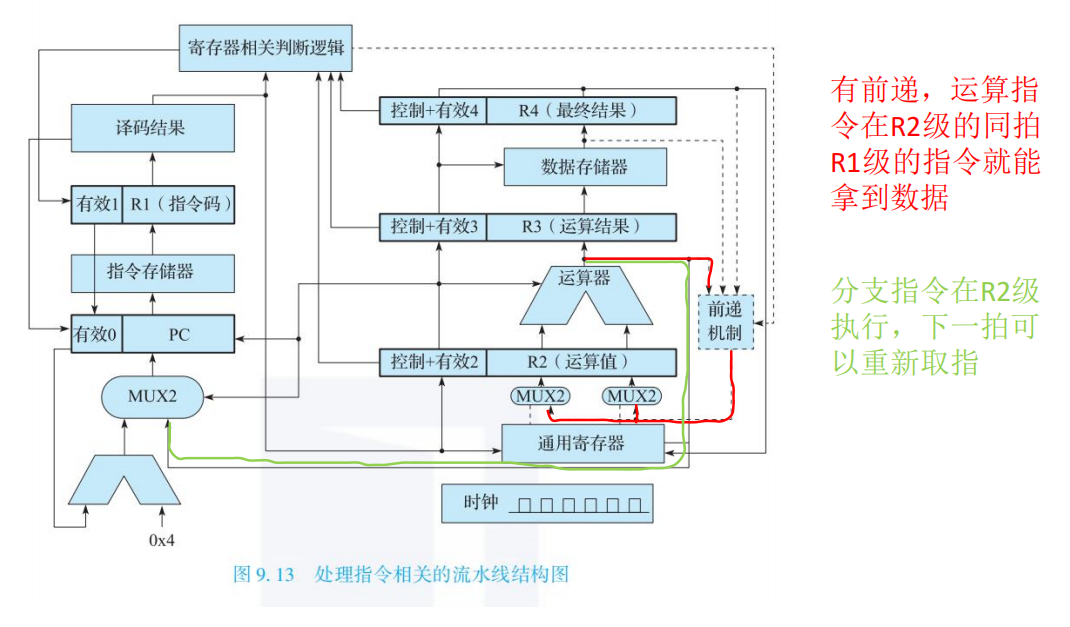 寄存器相关判断逻辑
译码结果
有效1 R1（指令码）
指令存储器
有效0 PC
MUX2
0x4
控制+有效4 R4（最终结果）
数据存储器
控制+有效3 R3（运算结果）
运算器
前递
机制
控制+有效2 R2（运算值）
MUX2 MUX2
通用寄存器
时钟
图 9.13 处理指令相关的流水线结构图
有前递，运算指
令在R2级的同拍
R1级的指令就能
拿到数据
分支指令在R2级
执行，下一拍可
以重新取指